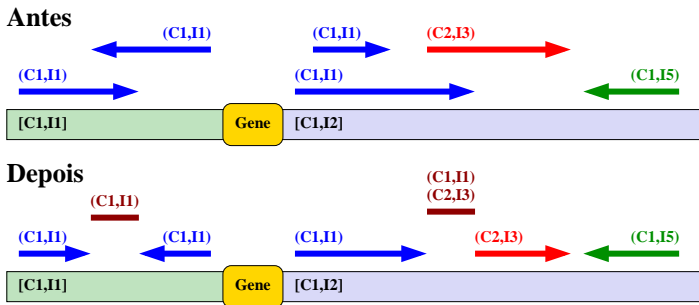 Antes
(C1,I1) (C1,I1) (C2,I3)
(C1,I1) (C1,I1) (C1,I5)
[C1,I1] Gene [C1,I2]
Depois
(C1,I1)
(C1,I1) (C2,I3)
(C1,I1) (C1,I1) (C1,I1) (C2,I3) (C1,I5)
[C1,I1] Gene [C1,I2]